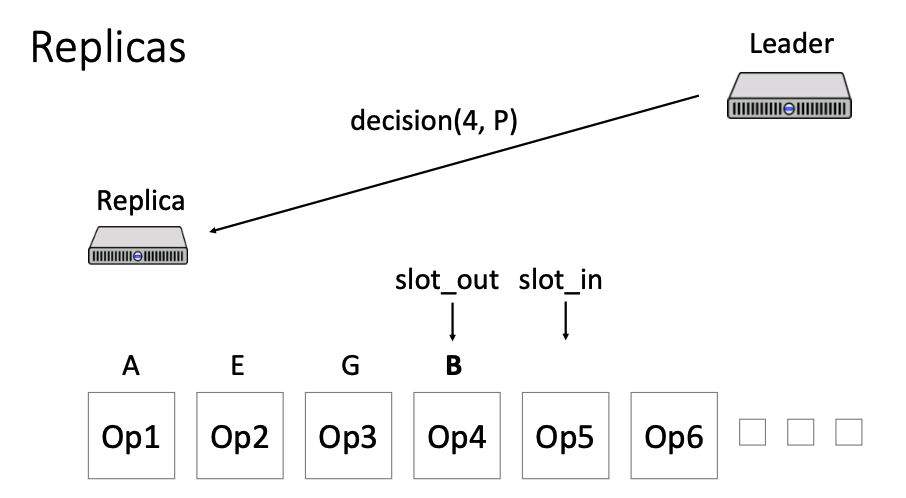 Replicas
Leader
decision(4, P)
Replica
slot_out slot_in
A E G B
Op1 Op2 Op3 Op4 Op5 Op6